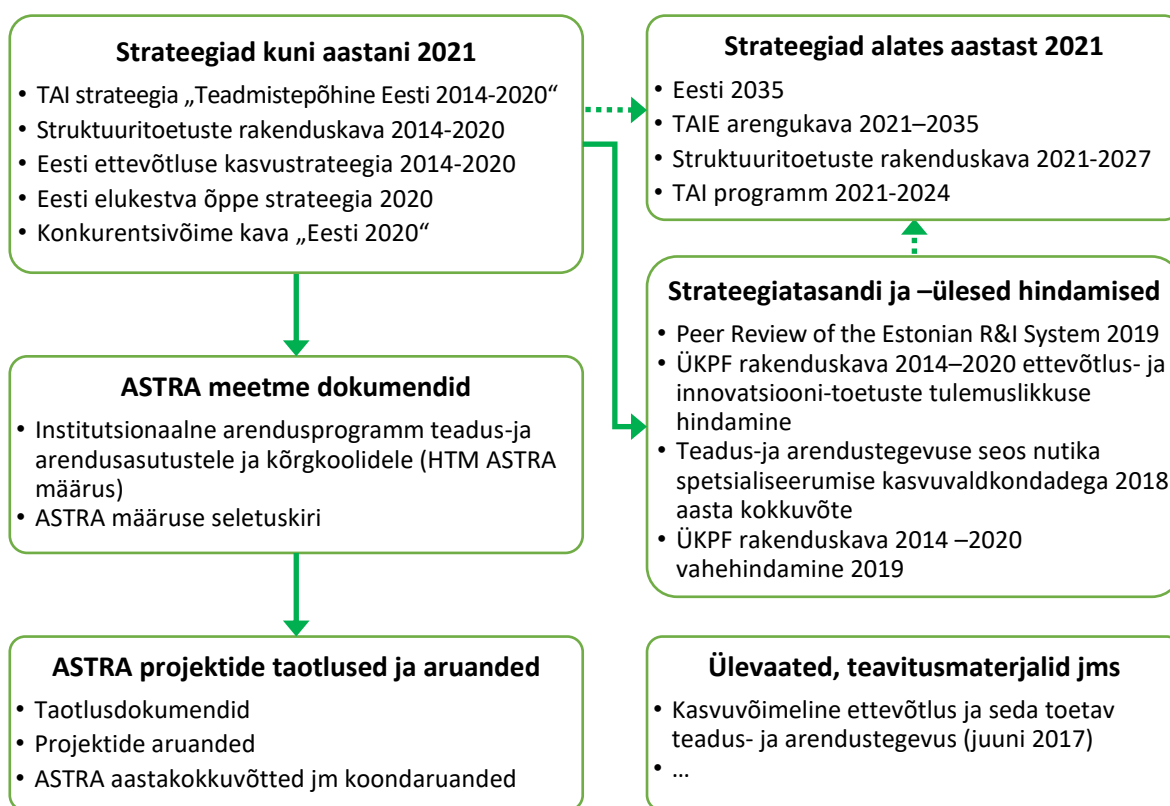 Strateegiad kuni aastani 2021
• TAI strateegia „Teadmistepõhine Eesti 2014-2020“
• Struktuuritoetuste rakenduskava 2014-2020
• Eesti ettevõtluse kasvustrateegia 2014-2020
• Eesti elukestva õppe strateegia 2020
• Konkurentsivõime kava „Eesti 2020“
Strateegiad alates aastast 2021
• Eesti 2035
• TAIE arengukava 2021–2035
• Struktuuritoetuste rakenduskava 2021-2027
• TAI programm 2021-2024
Strateegiatasandi ja –ülesed hindamised
• Peer Review of the Estonian R&I System 2019
• ÜKPF rakenduskava 2014–2020 ettevõtlus- ja
innovatsiooni-toetuste tulemuslikkuse
hindamine
• Teadus-ja arendustegevuse seos nutika
spetsialiseerumise kasvuvaldkondadega 2018
aasta kokkuvõte
• ÜKPF rakenduskava 2014 –2020
vahehindamine 2019
ASTRA meetme dokumendid
• Institutsionaalne arendusprogramm teadus-ja
arendusasutustele ja kõrgkoolidele (HTM ASTRA
määrus)
• ASTRA määruse seletuskiri
ASTRA projektide taotlused ja aruanded
• Taotlusdokumendid
• Projektide aruanded
• ASTRA aastakokkuvõtted jm koondaruanded
Ülevaated, teavitusmaterjalid jms
• Kasvuvõimeline ettevõtlus ja seda toetav
teadus- ja arendustegevus (juuni 2017)
• ...